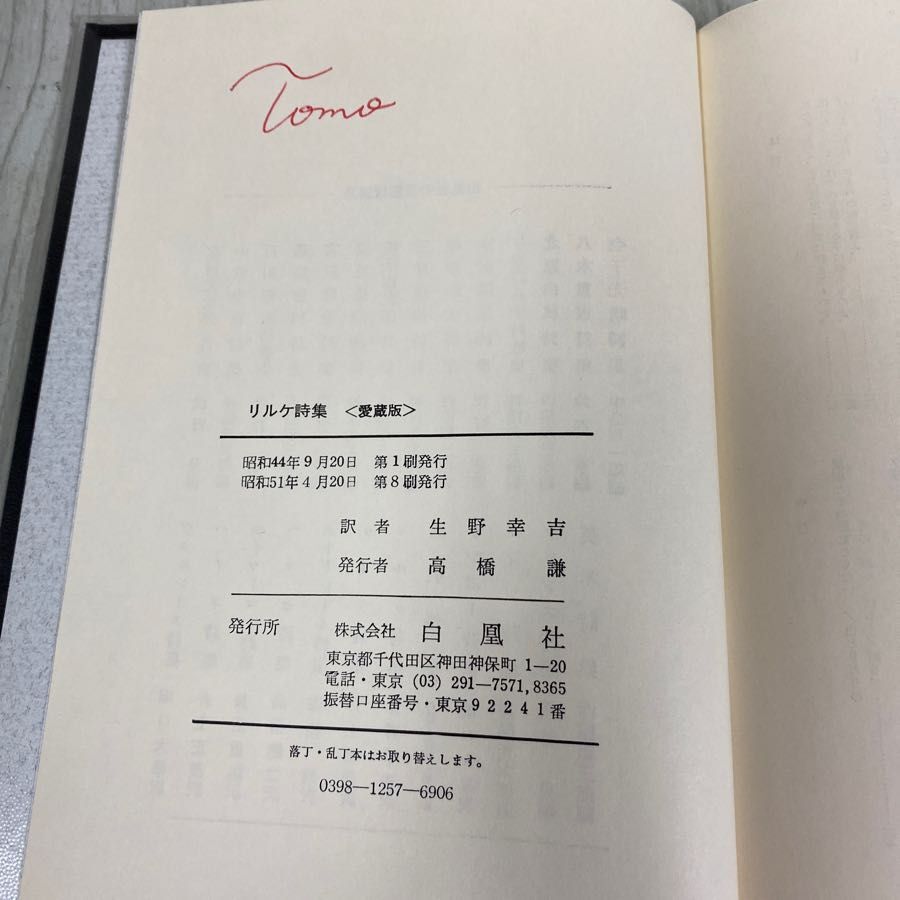 Tomo
リルケ詩集 <愛蔵版>
昭和44年9月20日 第1刷発行
昭和51年4月20日 第8刷発行
訳者 生野幸吉
発行者 高橋謙
発行所 株式会社 白凰社
東京都千代田区神田神保町 1—20
電話・東京 (03) 291—7571,8365
振替口座番号・東京92241番
落丁・乱丁本はお取り替えします。
0398—1257—6906